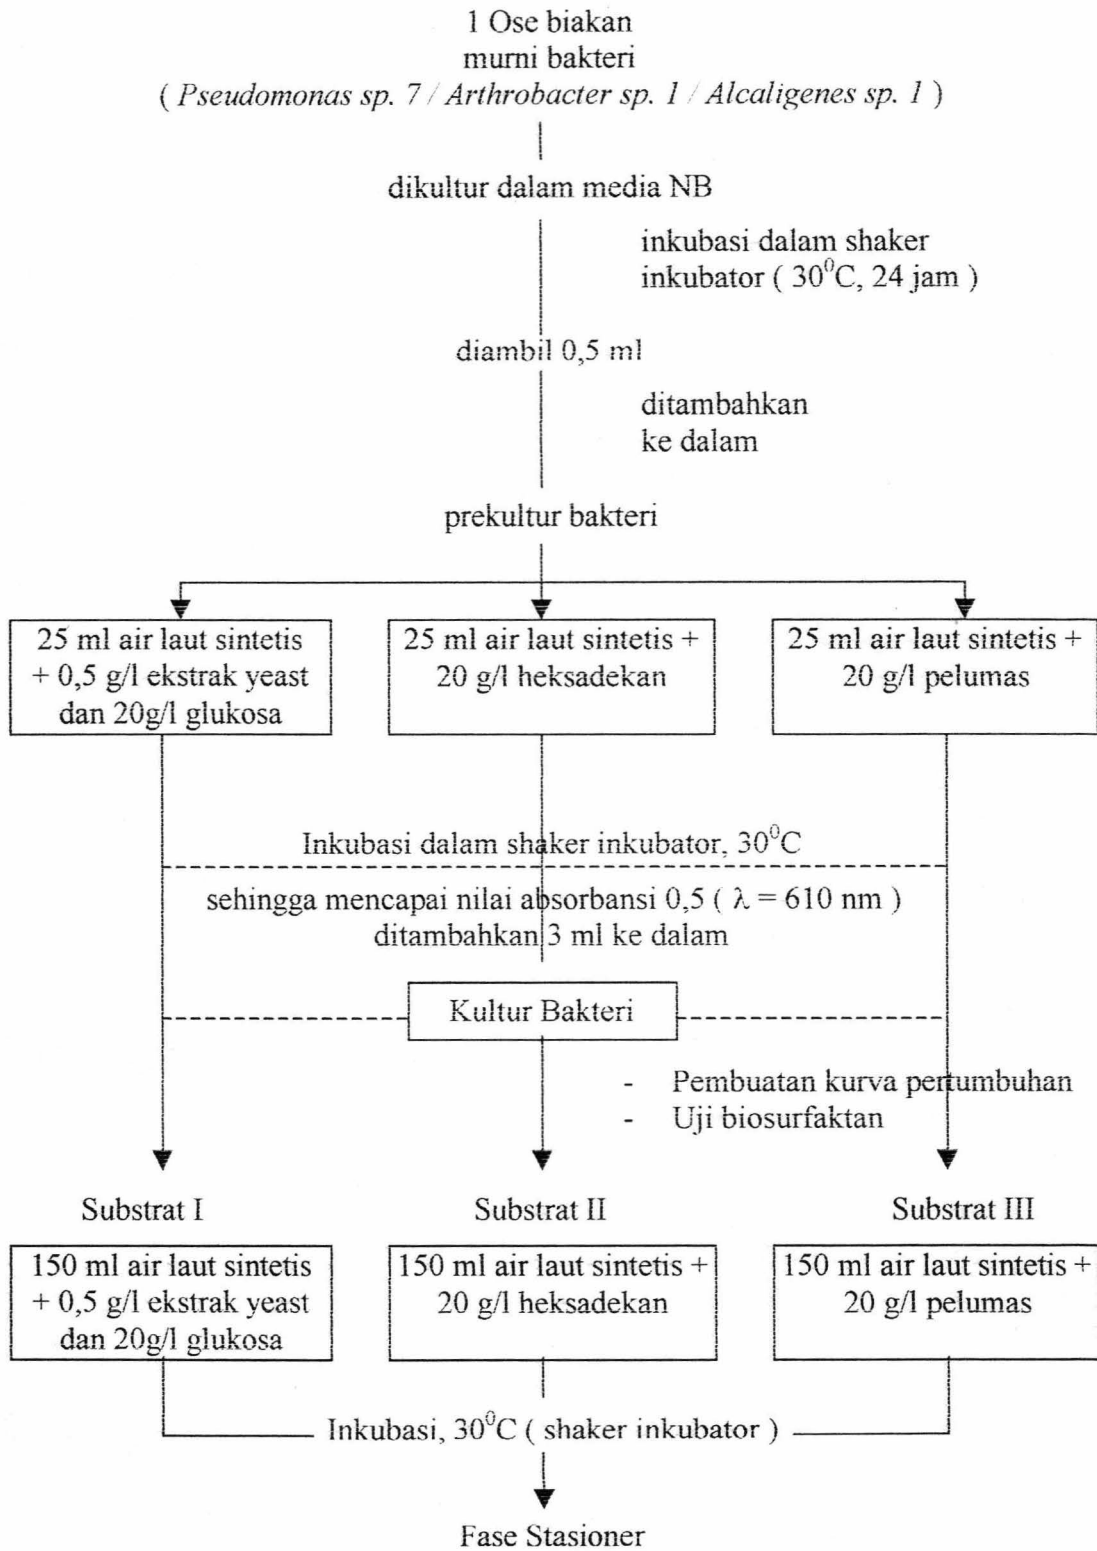 1 Ose biakan
murni bakteri
( Pseudomonas sp. 7 / Arthrobacter sp. 1 / Alcaligenes sp. 1 )
dikultur dalam media NB
inkubasi dalam shaker
inkubator ( 30⁰C, 24 jam )
diambil 0,5 ml
ditambahkan
ke dalam
prekultur bakteri
25 ml air laut sintetis
+ 0,5 g/l ekstrak yeast
dan 20g/l glukosa
25 ml air laut sintetis +
20 g/l heksadekan
25 ml air laut sintetis +
20 g/l pelumas
Inkubasi dalam shaker inkubator, 30⁰C
sehingga mencapai nilai absorbansi 0,5 ( λ = 610 nm )
ditambahkan 3 ml ke dalam
Kultur Bakteri
- Pembuatan kurva pertumbuhan
- Uji biosurfaktan
Substrat I
150 ml air laut sintetis
+ 0,5 g/l ekstrak yeast
dan 20g/l glukosa
Substrat II
150 ml air laut sintetis +
20 g/l heksadekan
Substrat III
150 ml air laut sintetis +
20 g/l pelumas
Inkubasi, 30⁰C ( shaker inkubator )
Fase Stasioner